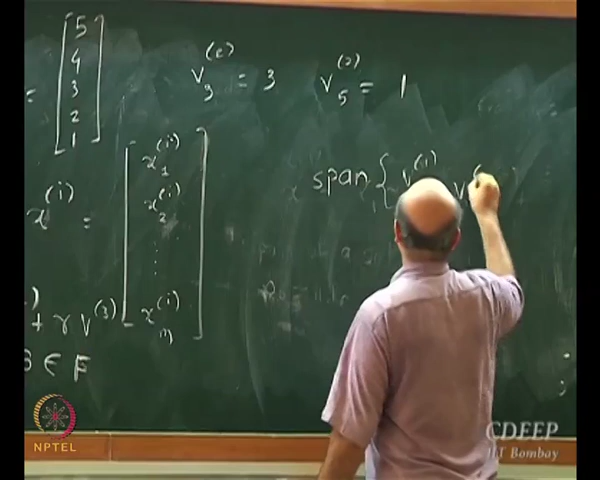 = [5 4 3 2 1]
v_3^{(2)} = 3  v_5^{(2)} = 1
x^{(i)} = [x_1^{(i)} x_2^{(i)} ⋮ x_m^{(i)}]
span { v^{(1)} v^{(
+ γ v^{(3)}
∈ F
NPTEL
CDEEP
IIT Bombay